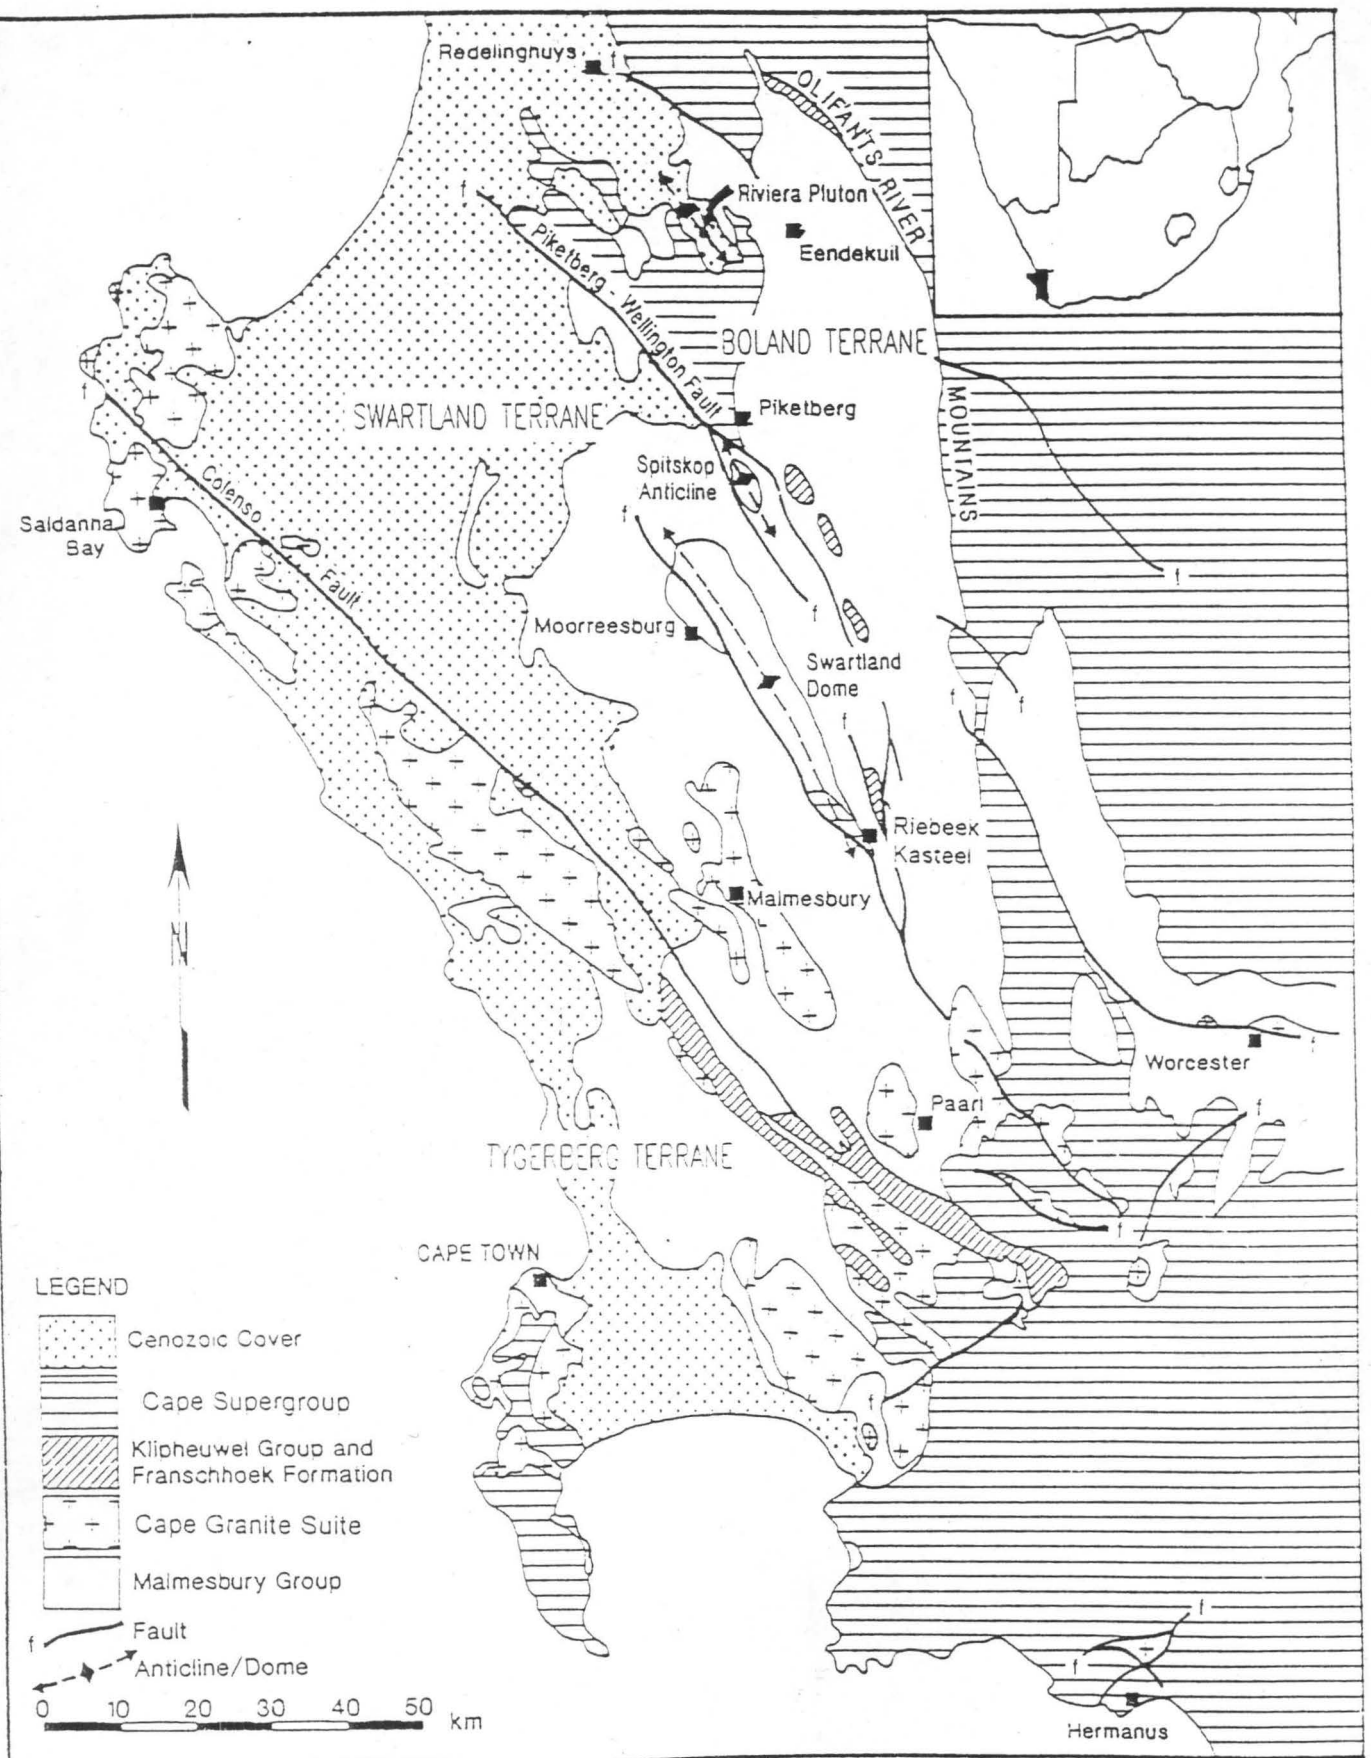 Redelinghuys
f
OLIFANTS RIVER
Riviera Pluton
f
Eendekuil
Piketberg - Wellington Fault
BOLAND TERRANE
f
SWARTLAND TERRANE
Piketberg
MOUNTAINS
Spitskop
Anticline
Colenso
Fault
Saldanha
Bay
f
f
f
Moorreesburg
Swartland
Dome
f
f
f
Riebeek
Kasteel
Malmesbury
N
f
Worcester
Paarl
f
TYGERBERG TERRANE
f
CAPE TOWN
f
LEGEND
Cenozoic Cover
Cape Supergroup
Klipheuwel Group and
Franschhoek Formation
Cape Granite Suite
Malmesbury Group
f
Fault
Anticline/Dome
0 10 20 30 40 50
km
f
f
Hermanus